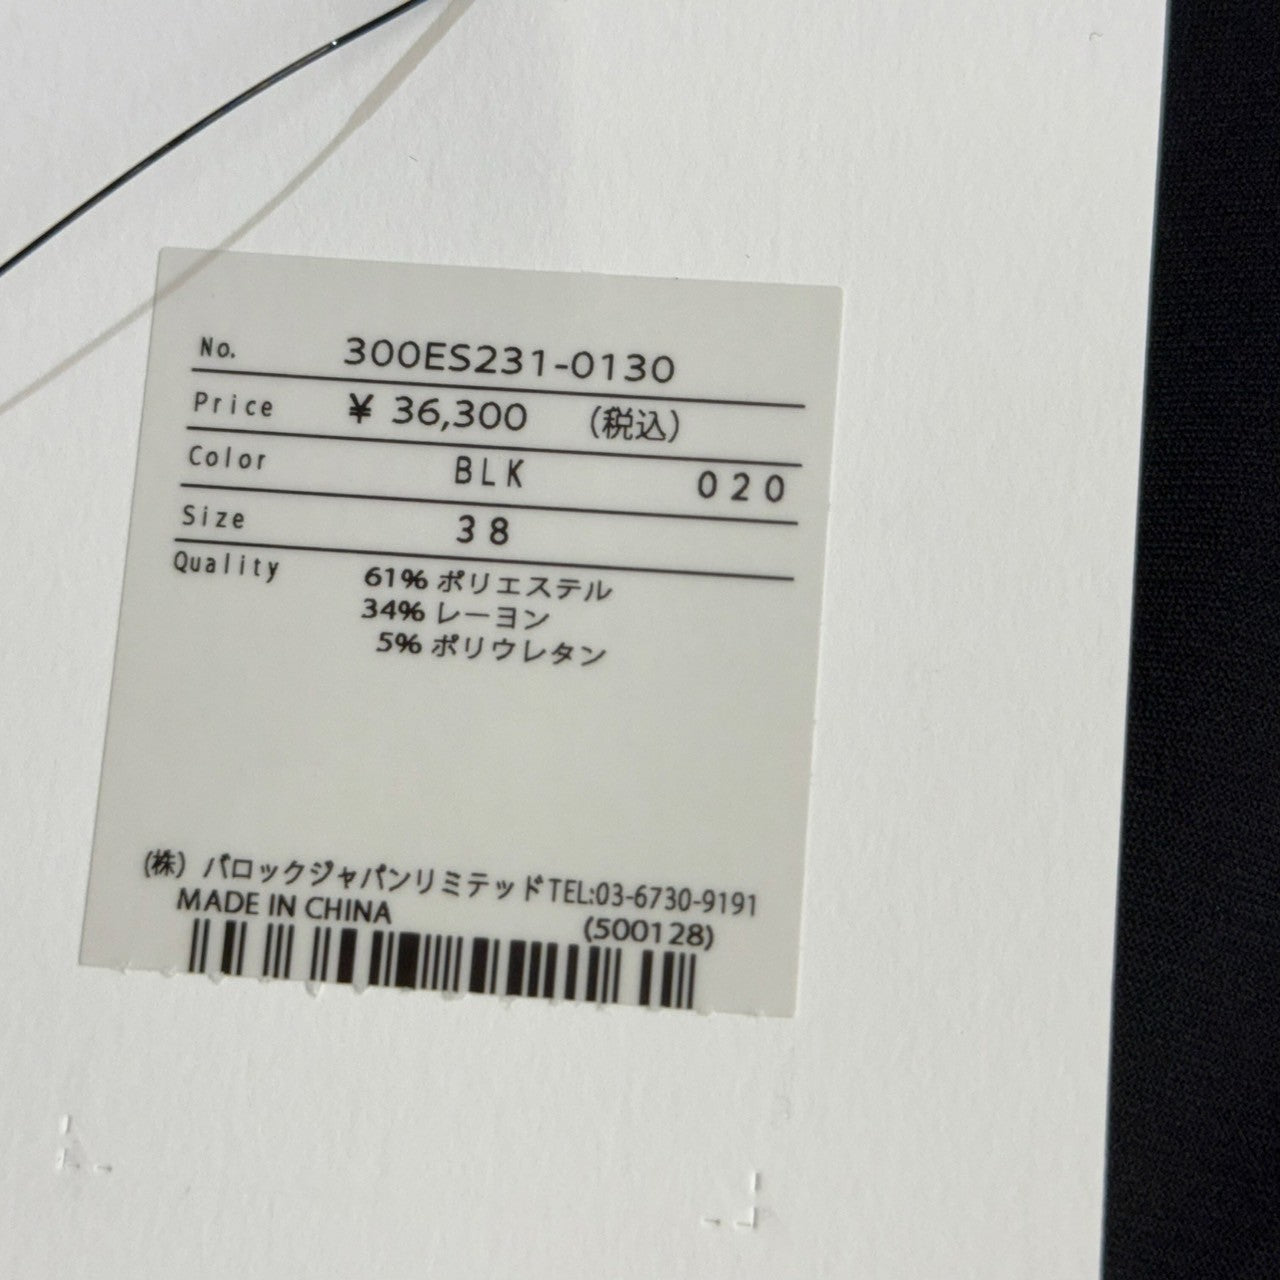 No. 300ES231-0130
Price ¥ 36,300 (税込)
Color BLK 020
Size 38
Quality 61% ポリエステル
34% レーヨン
5% ポリウレタン
(株) バロックジャパンリミテッド TEL:03-6730-9191
MADE IN CHINA (500128)